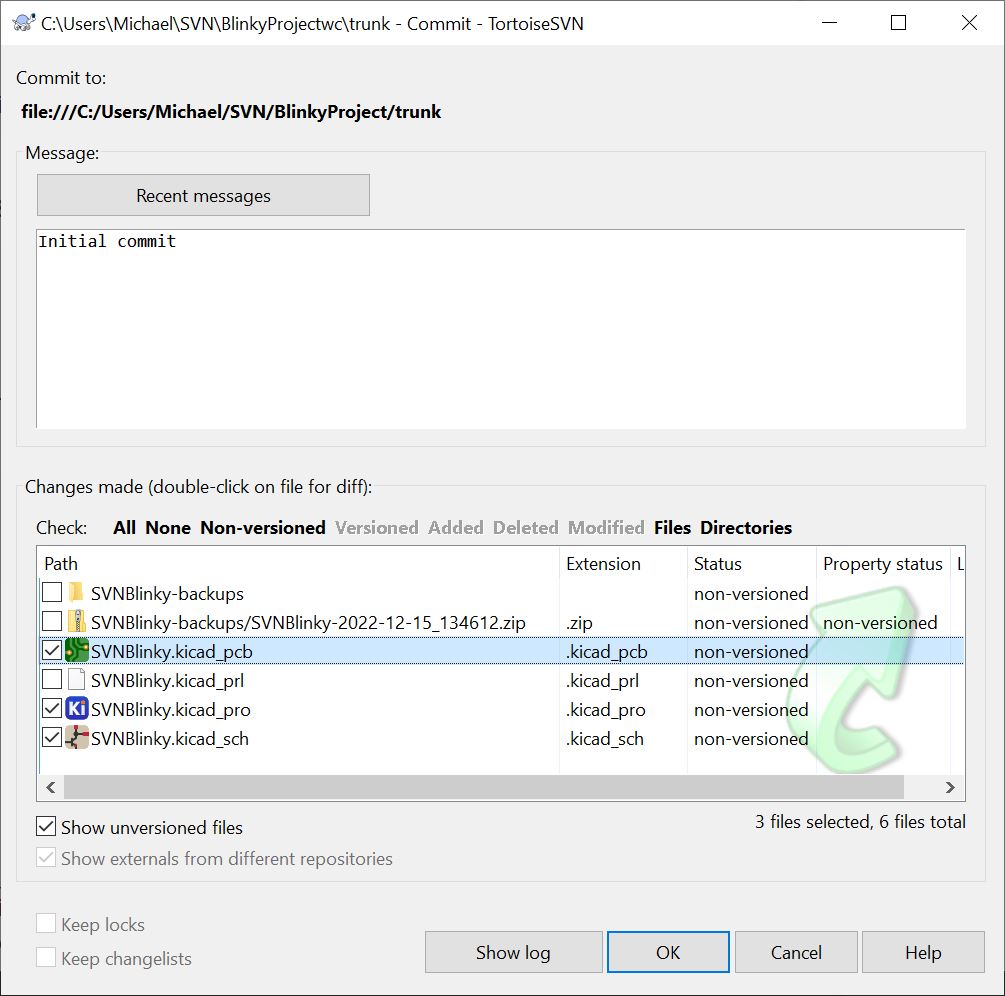 C:\Users\Michael\SVN\BlinkyProjectwc\trunk - Commit - TortoiseSVN
Commit to:
file:///C:/Users/Michael/SVN/BlinkyProject/trunk
Message:
Recent messages
Initial commit
Changes made (double-click on file for diff):
Check: All None Non-versioned Versioned Added Deleted Modified Files Directories
Path Extension Status Property status L
SVNBlinky-backups non-versioned
SVNBlinky-backups/SVNBlinky-2022-12-15_134612.zip .zip non-versioned non-versioned
SVNBlinky.kicad_pcb .kicad_pcb non-versioned
SVNBlinky.kicad_prl .kicad_prl non-versioned
Ki SVNBlinky.kicad_pro .kicad_pro non-versioned
SVNBlinky.kicad_sch .kicad_sch non-versioned
Show unversioned files 3 files selected, 6 files total
Show externals from different repositories
Keep locks
Keep changelists
Show log OK Cancel Help